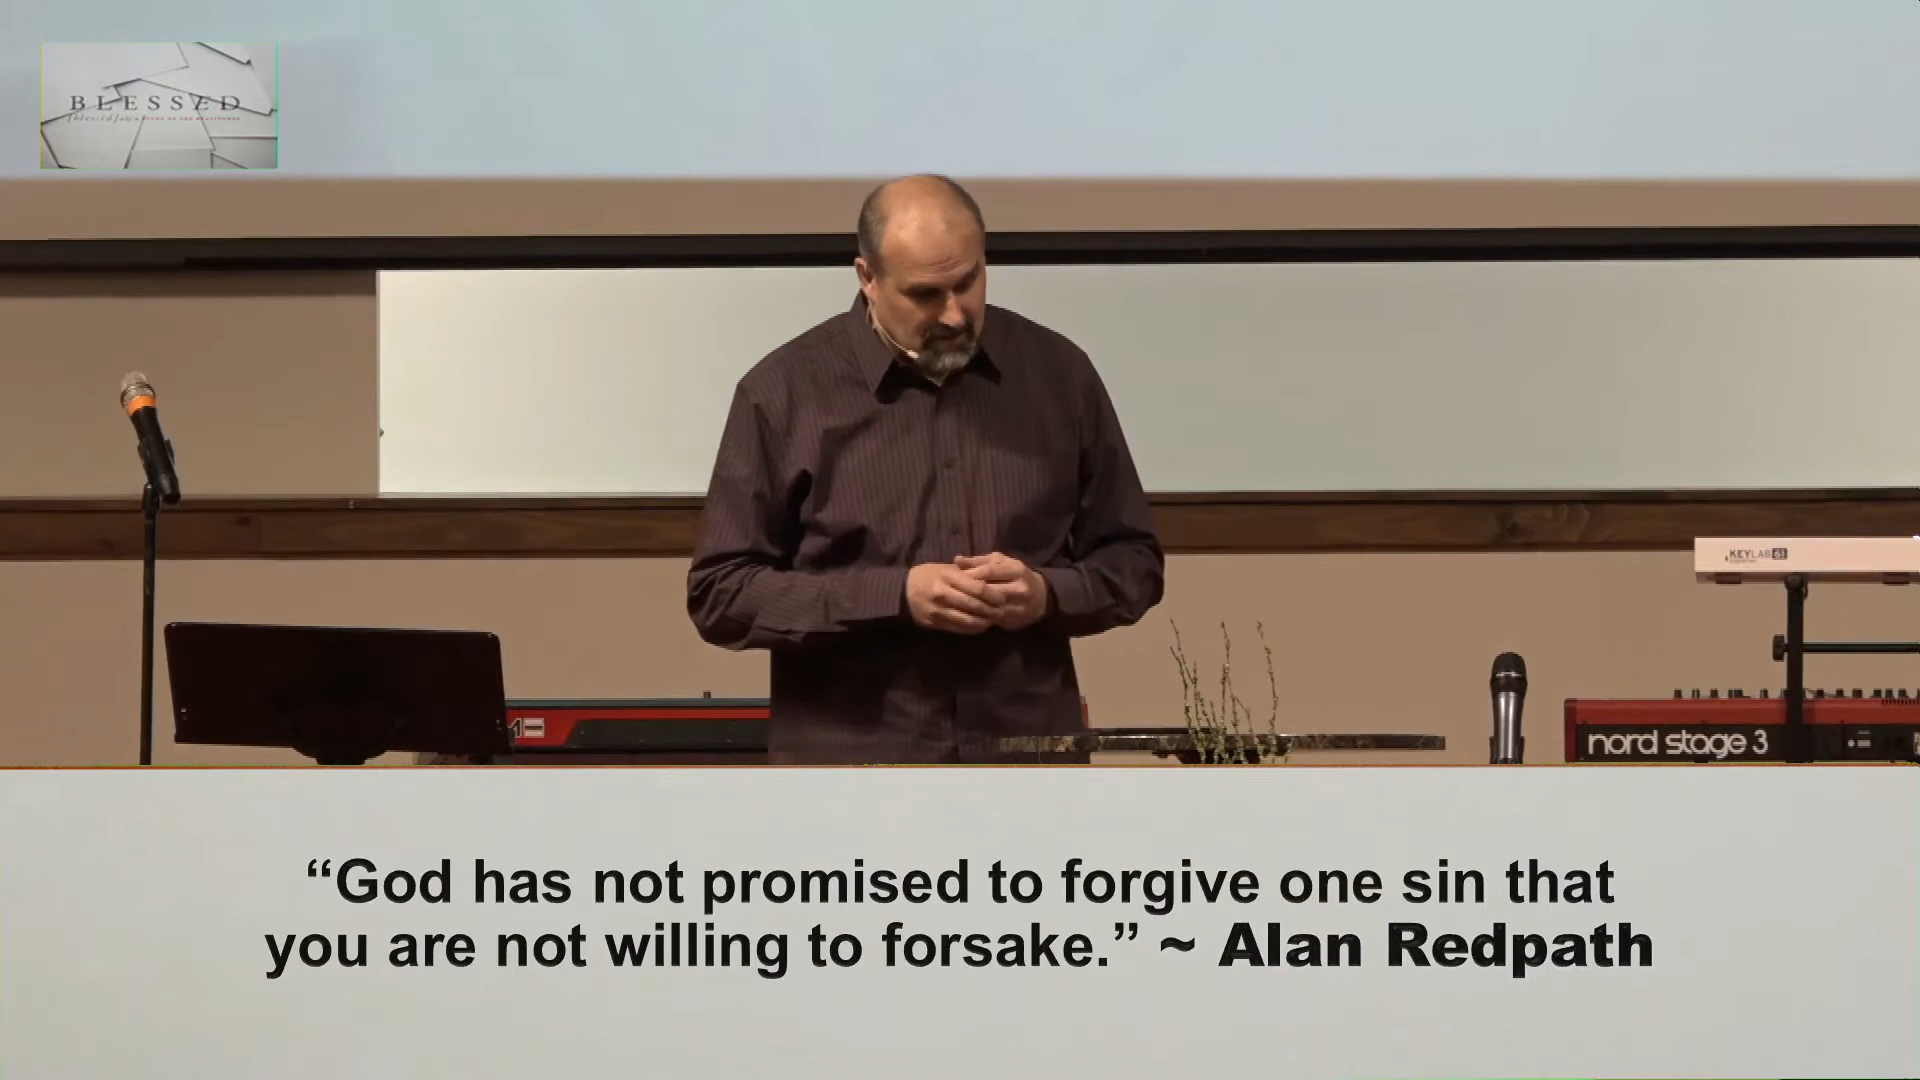 BLESSED
KEYLAB 61
nord stage 3
“God has not promised to forgive one sin that
you are not willing to forsake.” ~ Alan Redpath